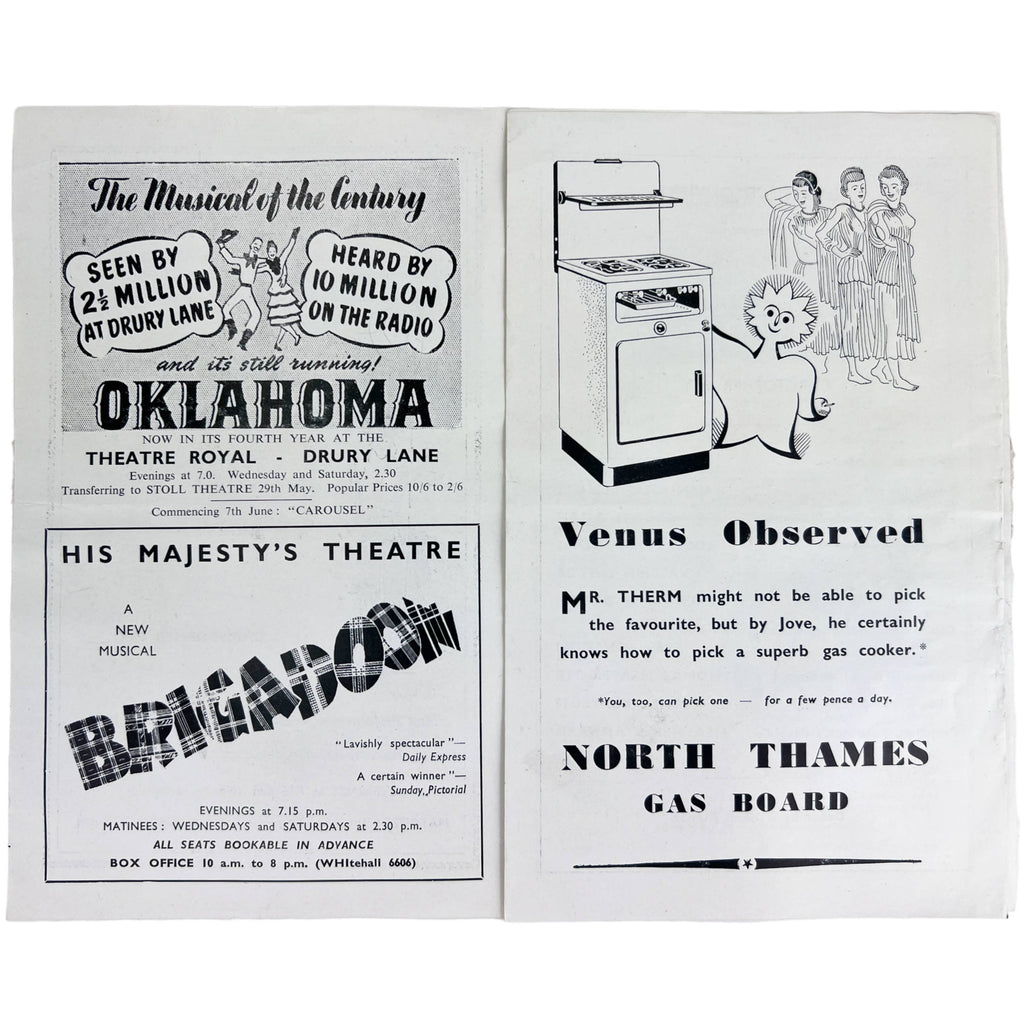 The Musical of the Century
SEEN BY
2½ MILLION
AT DRURY LANE
HEARD BY
10 MILLION
ON THE RADIO
and it's still running!
OKLAHOMA
NOW IN ITS FOURTH YEAR AT THE
THEATRE ROYAL - DRURY LANE
Evenings at 7.0. Wednesday and Saturday, 2.30
Transferring to STOLL THEATRE 29th May. Popular Prices 10/6 to 2/6
Commencing 7th June: "CAROUSEL"
HIS MAJESTY'S THEATRE
A
NEW
MUSICAL
BRIGADOON
"Lavishly spectacular"—
Daily Express
A certain winner"—
Sunday, Pictorial
EVENINGS at 7.15 p.m.
MATINEES: WEDNESDAYS and SATURDAYS at 2.30 p.m.
ALL SEATS BOOKABLE IN ADVANCE
BOX OFFICE 10 a.m. to 8 p.m. (WHItehall 6606)
Venus Observed
MR. THERM might not be able to pick
the favourite, but by Jove, he certainly
knows how to pick a superb gas cooker.*
*You, too, can pick one — for a few pence a day.
NORTH THAMES
GAS BOARD